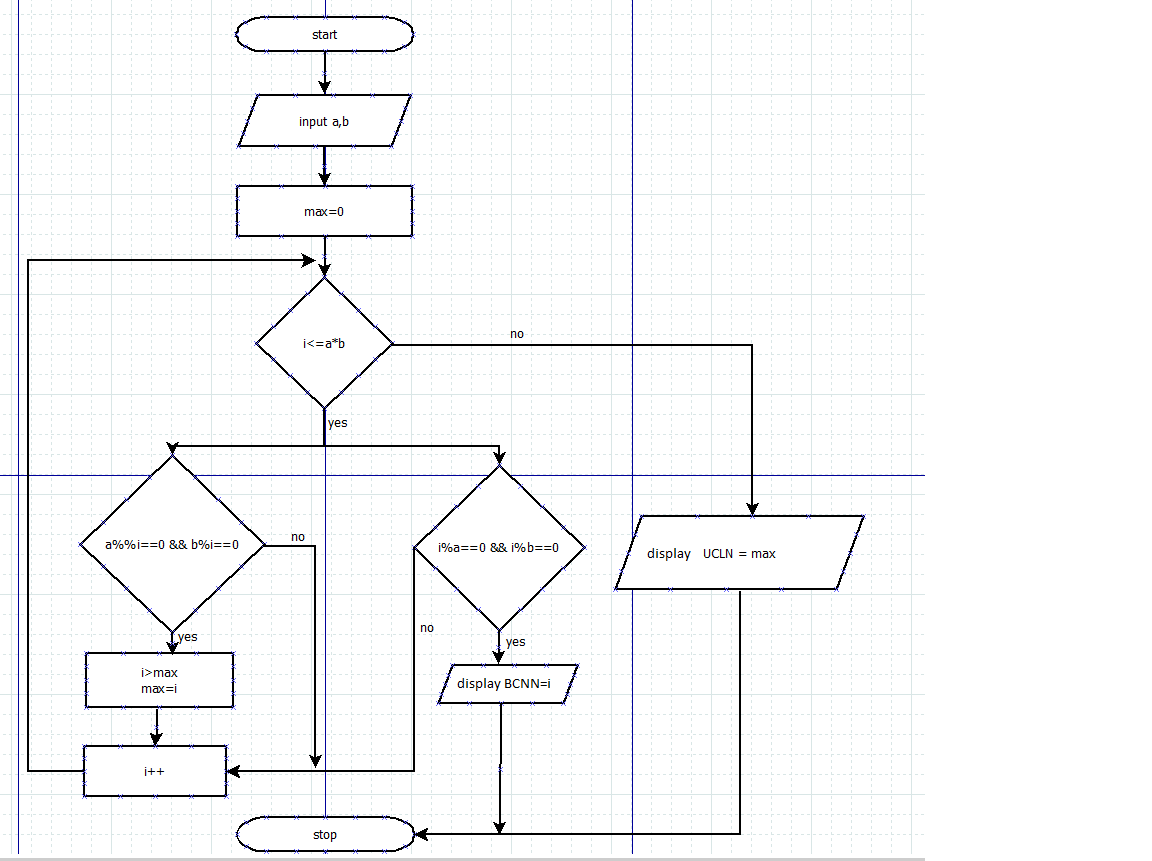 start
input a,b
max=0
i<=a*b
no
yes
a%%i==0 && b%i==0
no
i%a==0 && i%b==0
display UCLN = max
no
yes
yes
i>max
max=i
display BCNN=i
i++
stop